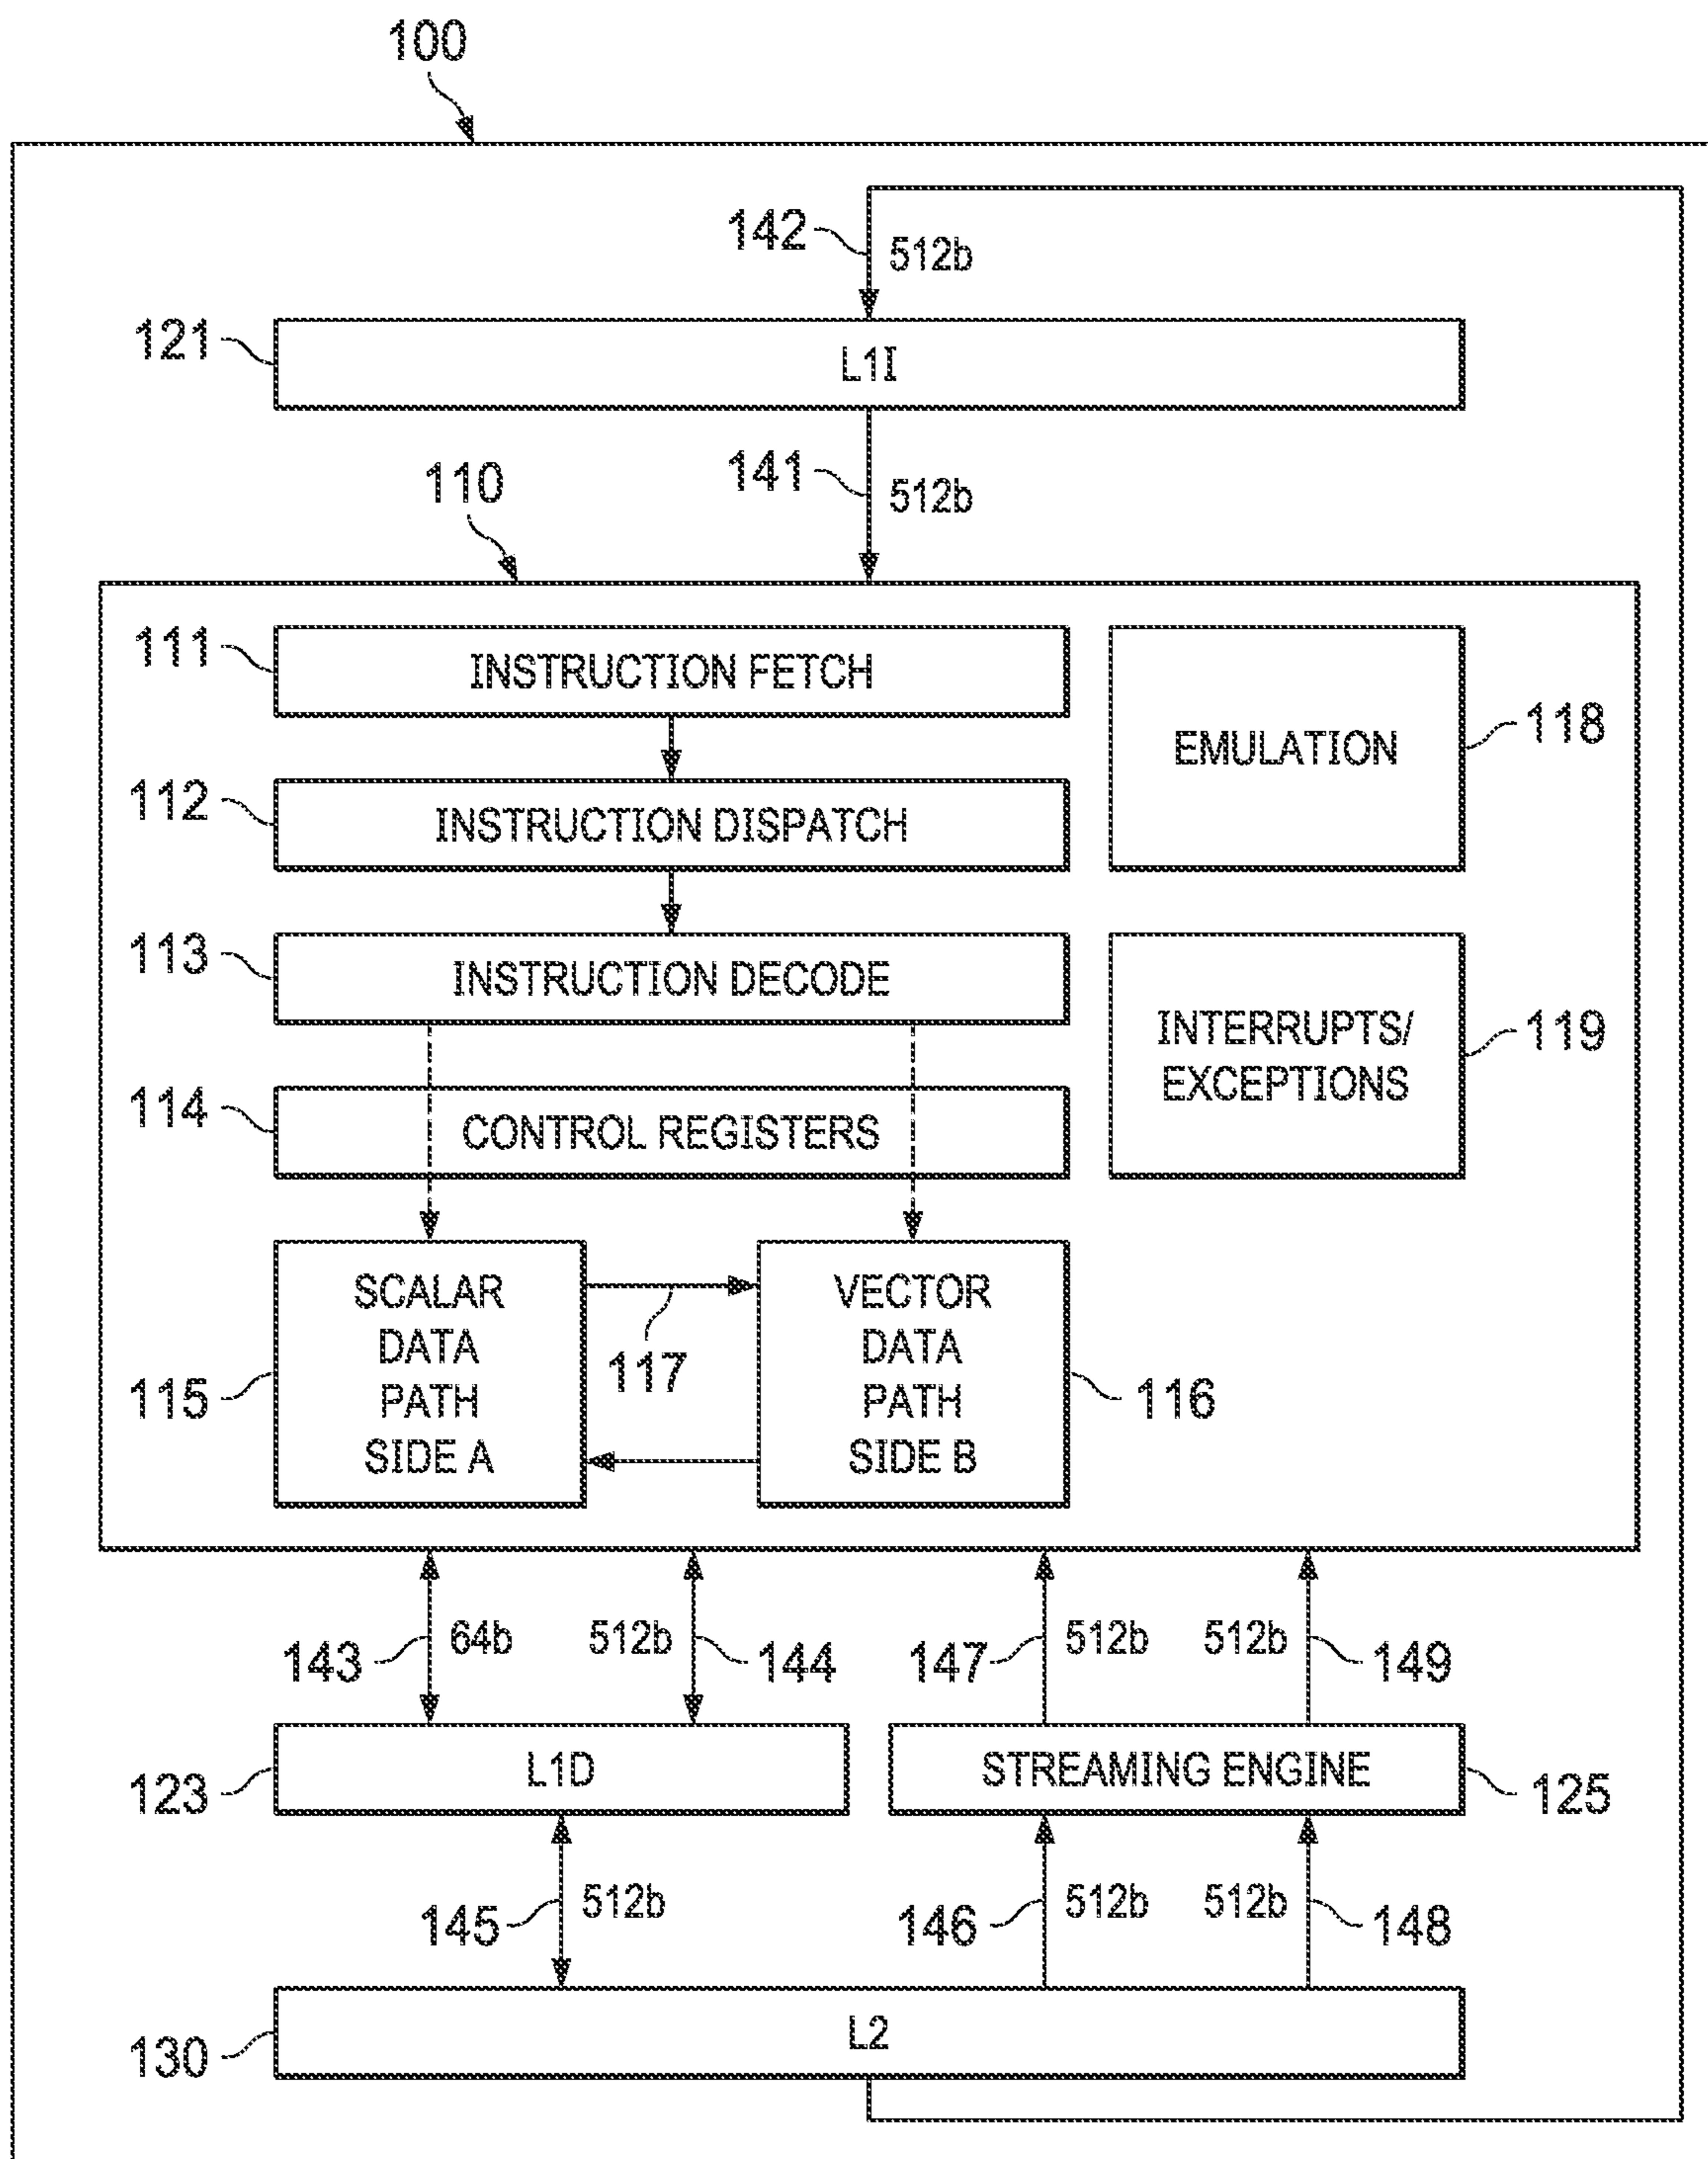 100
142
512b
121
L1I
141
512b
110
111
INSTRUCTION FETCH
EMULATION
118
112
INSTRUCTION DISPATCH
113
INSTRUCTION DECODE
INTERRUPTS/
EXCEPTIONS
119
114
CONTROL REGISTERS
SCALAR
DATA
PATH
SIDE A
115
117
VECTOR
DATA
PATH
SIDE B
116
143
64b
512b
144
147
512b
512b
149
L1D
123
STREAMING ENGINE
125
145
512b
146
512b
512b
148
L2
130